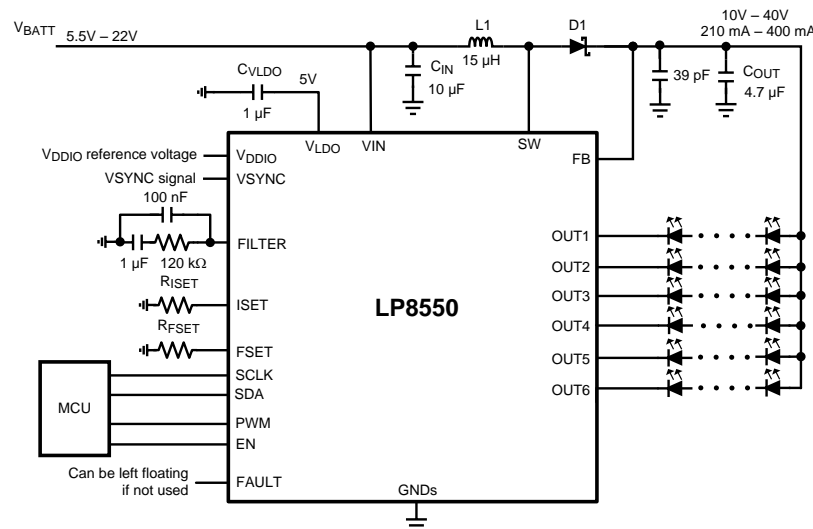 VBATT
5.5V – 22V
L1
15 µH
D1
10V – 40V
210 mA – 400 mA
CIN
10 µF
39 pF
COUT
4.7 µF
CVLDO
5V
1 µF
VLDO
VIN
SW
VDDIO reference voltage
VDDIO
FB
VSYNC signal
VSYNC
100 nF
FILTER
1 µF
120 kΩ
OUT1
OUT2
RISET
ISET
OUT3
LP8550
RFSET
OUT4
FSET
OUT5
SCLK
MCU
SDA
OUT6
PWM
EN
Can be left floating
if not used
FAULT
GNDs